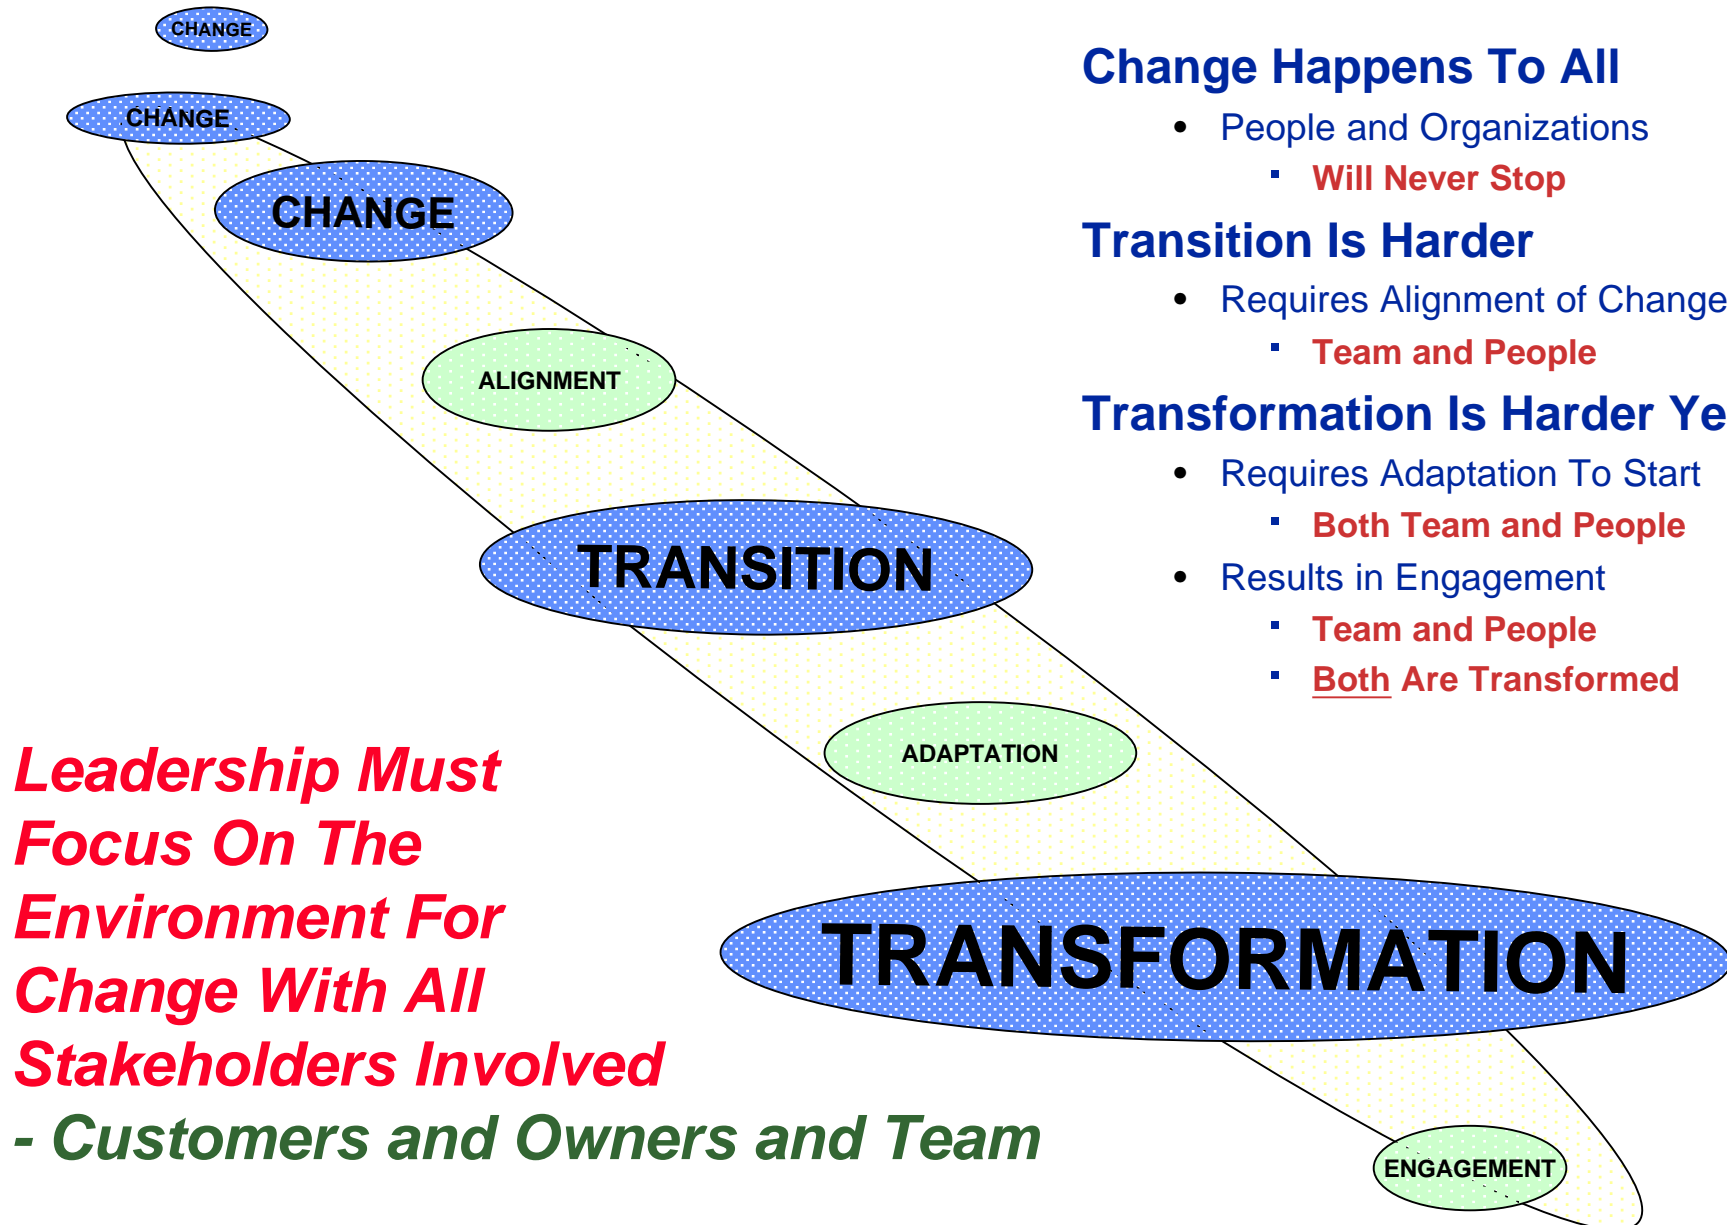 CHANGE
CHANGE
CHANGE
ALIGNMENT
TRANSITION
ADAPTATION
TRANSFORMATION
ENGAGEMENT
Change Happens To All
• People and Organizations
▪ Will Never Stop
Transition Is Harder
• Requires Alignment of Change
▪ Team and People
Transformation Is Harder Ye
• Requires Adaptation To Start
▪ Both Team and People
• Results in Engagement
▪ Team and People
▪ Both Are Transformed
Leadership Must
Focus On The
Environment For
Change With All
Stakeholders Involved
- Customers and Owners and Team